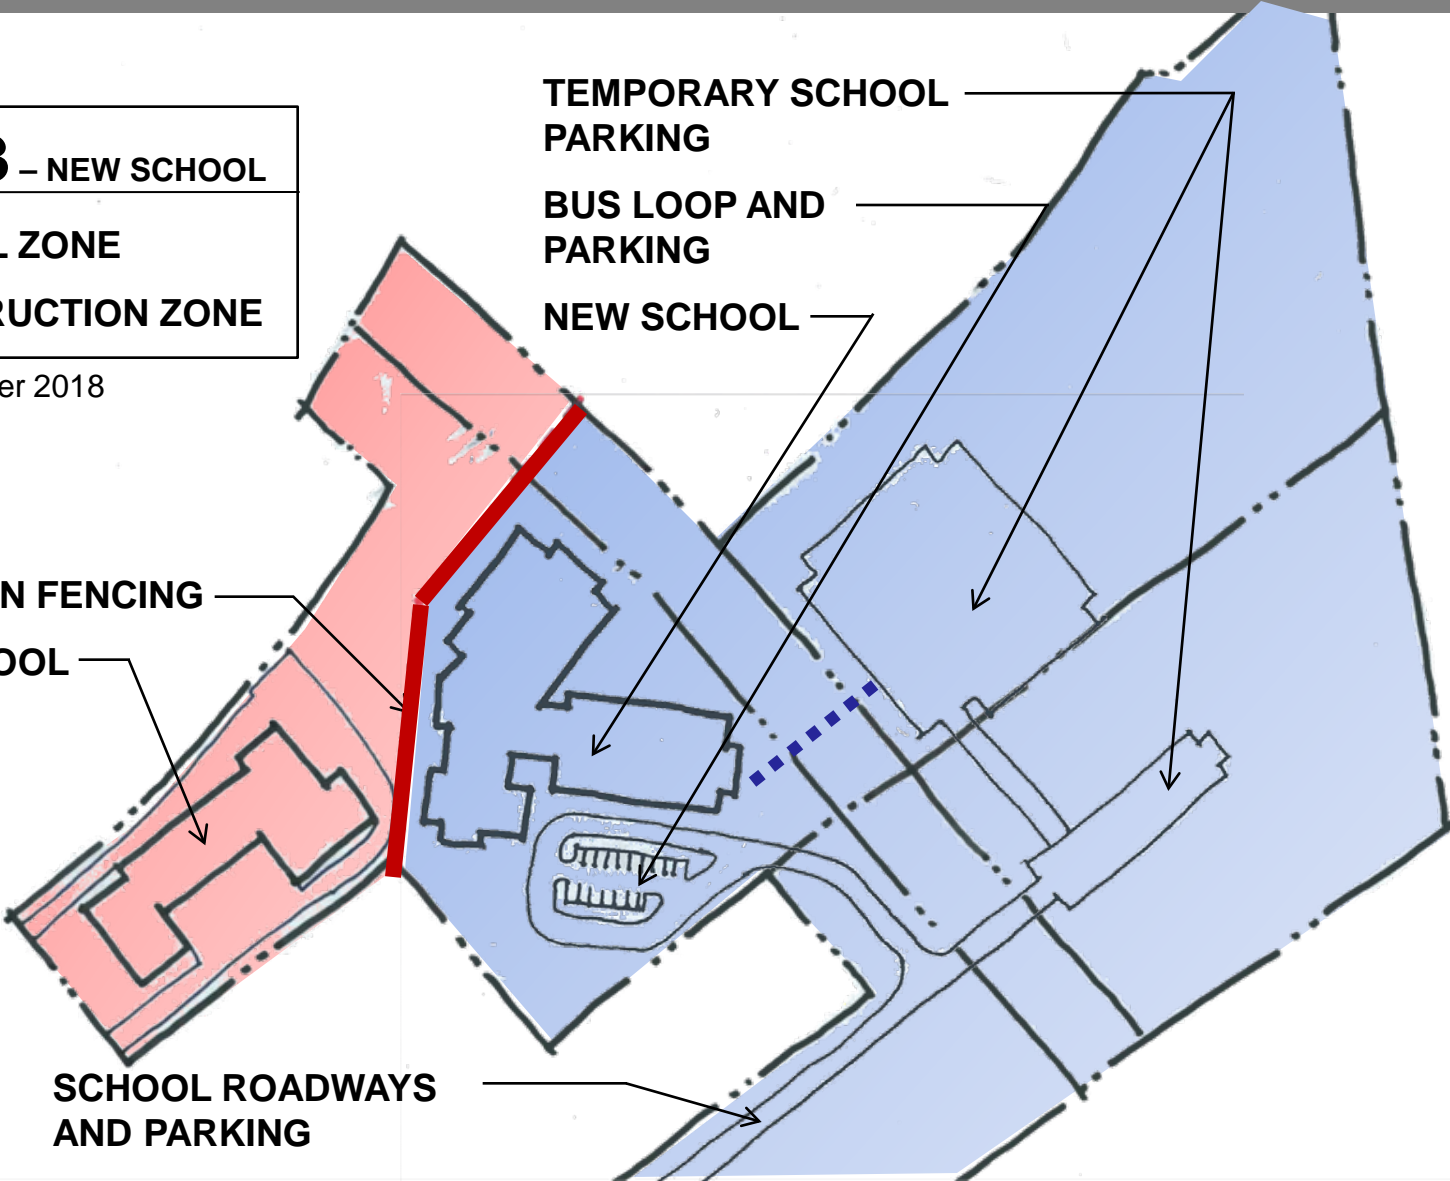 – NEW SCHOOL
ZONE
RUCTION ZONE
er 2018
TEMPORARY SCHOOL
PARKING
BUS LOOP AND
PARKING
NEW SCHOOL
N FENCING
OOL
SCHOOL ROADWAYS
AND PARKING